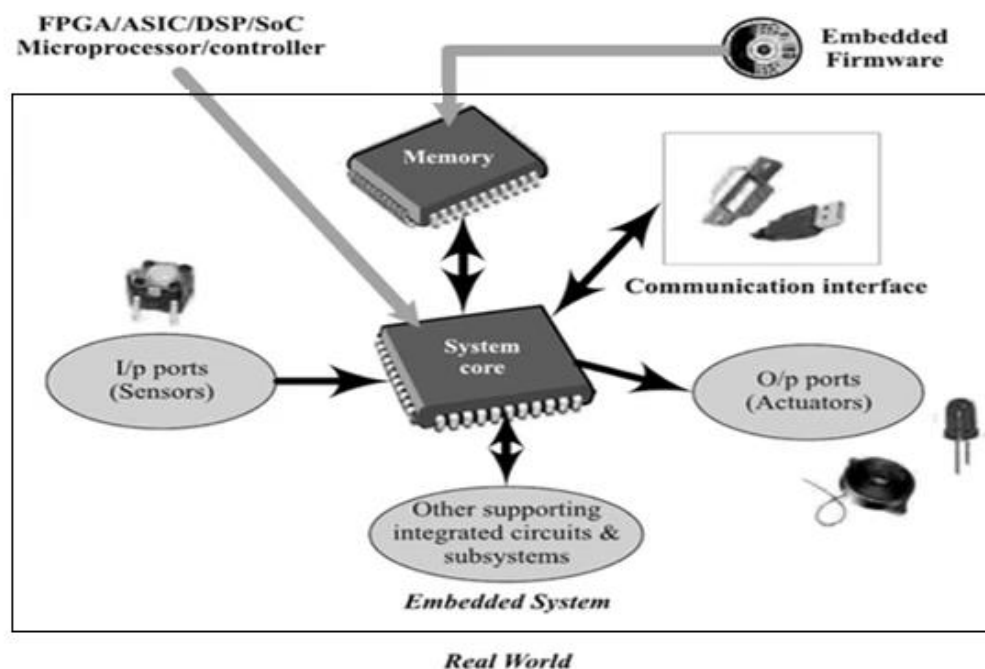 FPGA/ASIC/DSP/SoC
Microprocessor/controller
Embedded
Firmware
Memory
Communication interface
System
core
I/p ports
(Sensors)
O/p ports
(Actuators)
Other supporting
integrated circuits &
subsystems
Embedded System
Real World